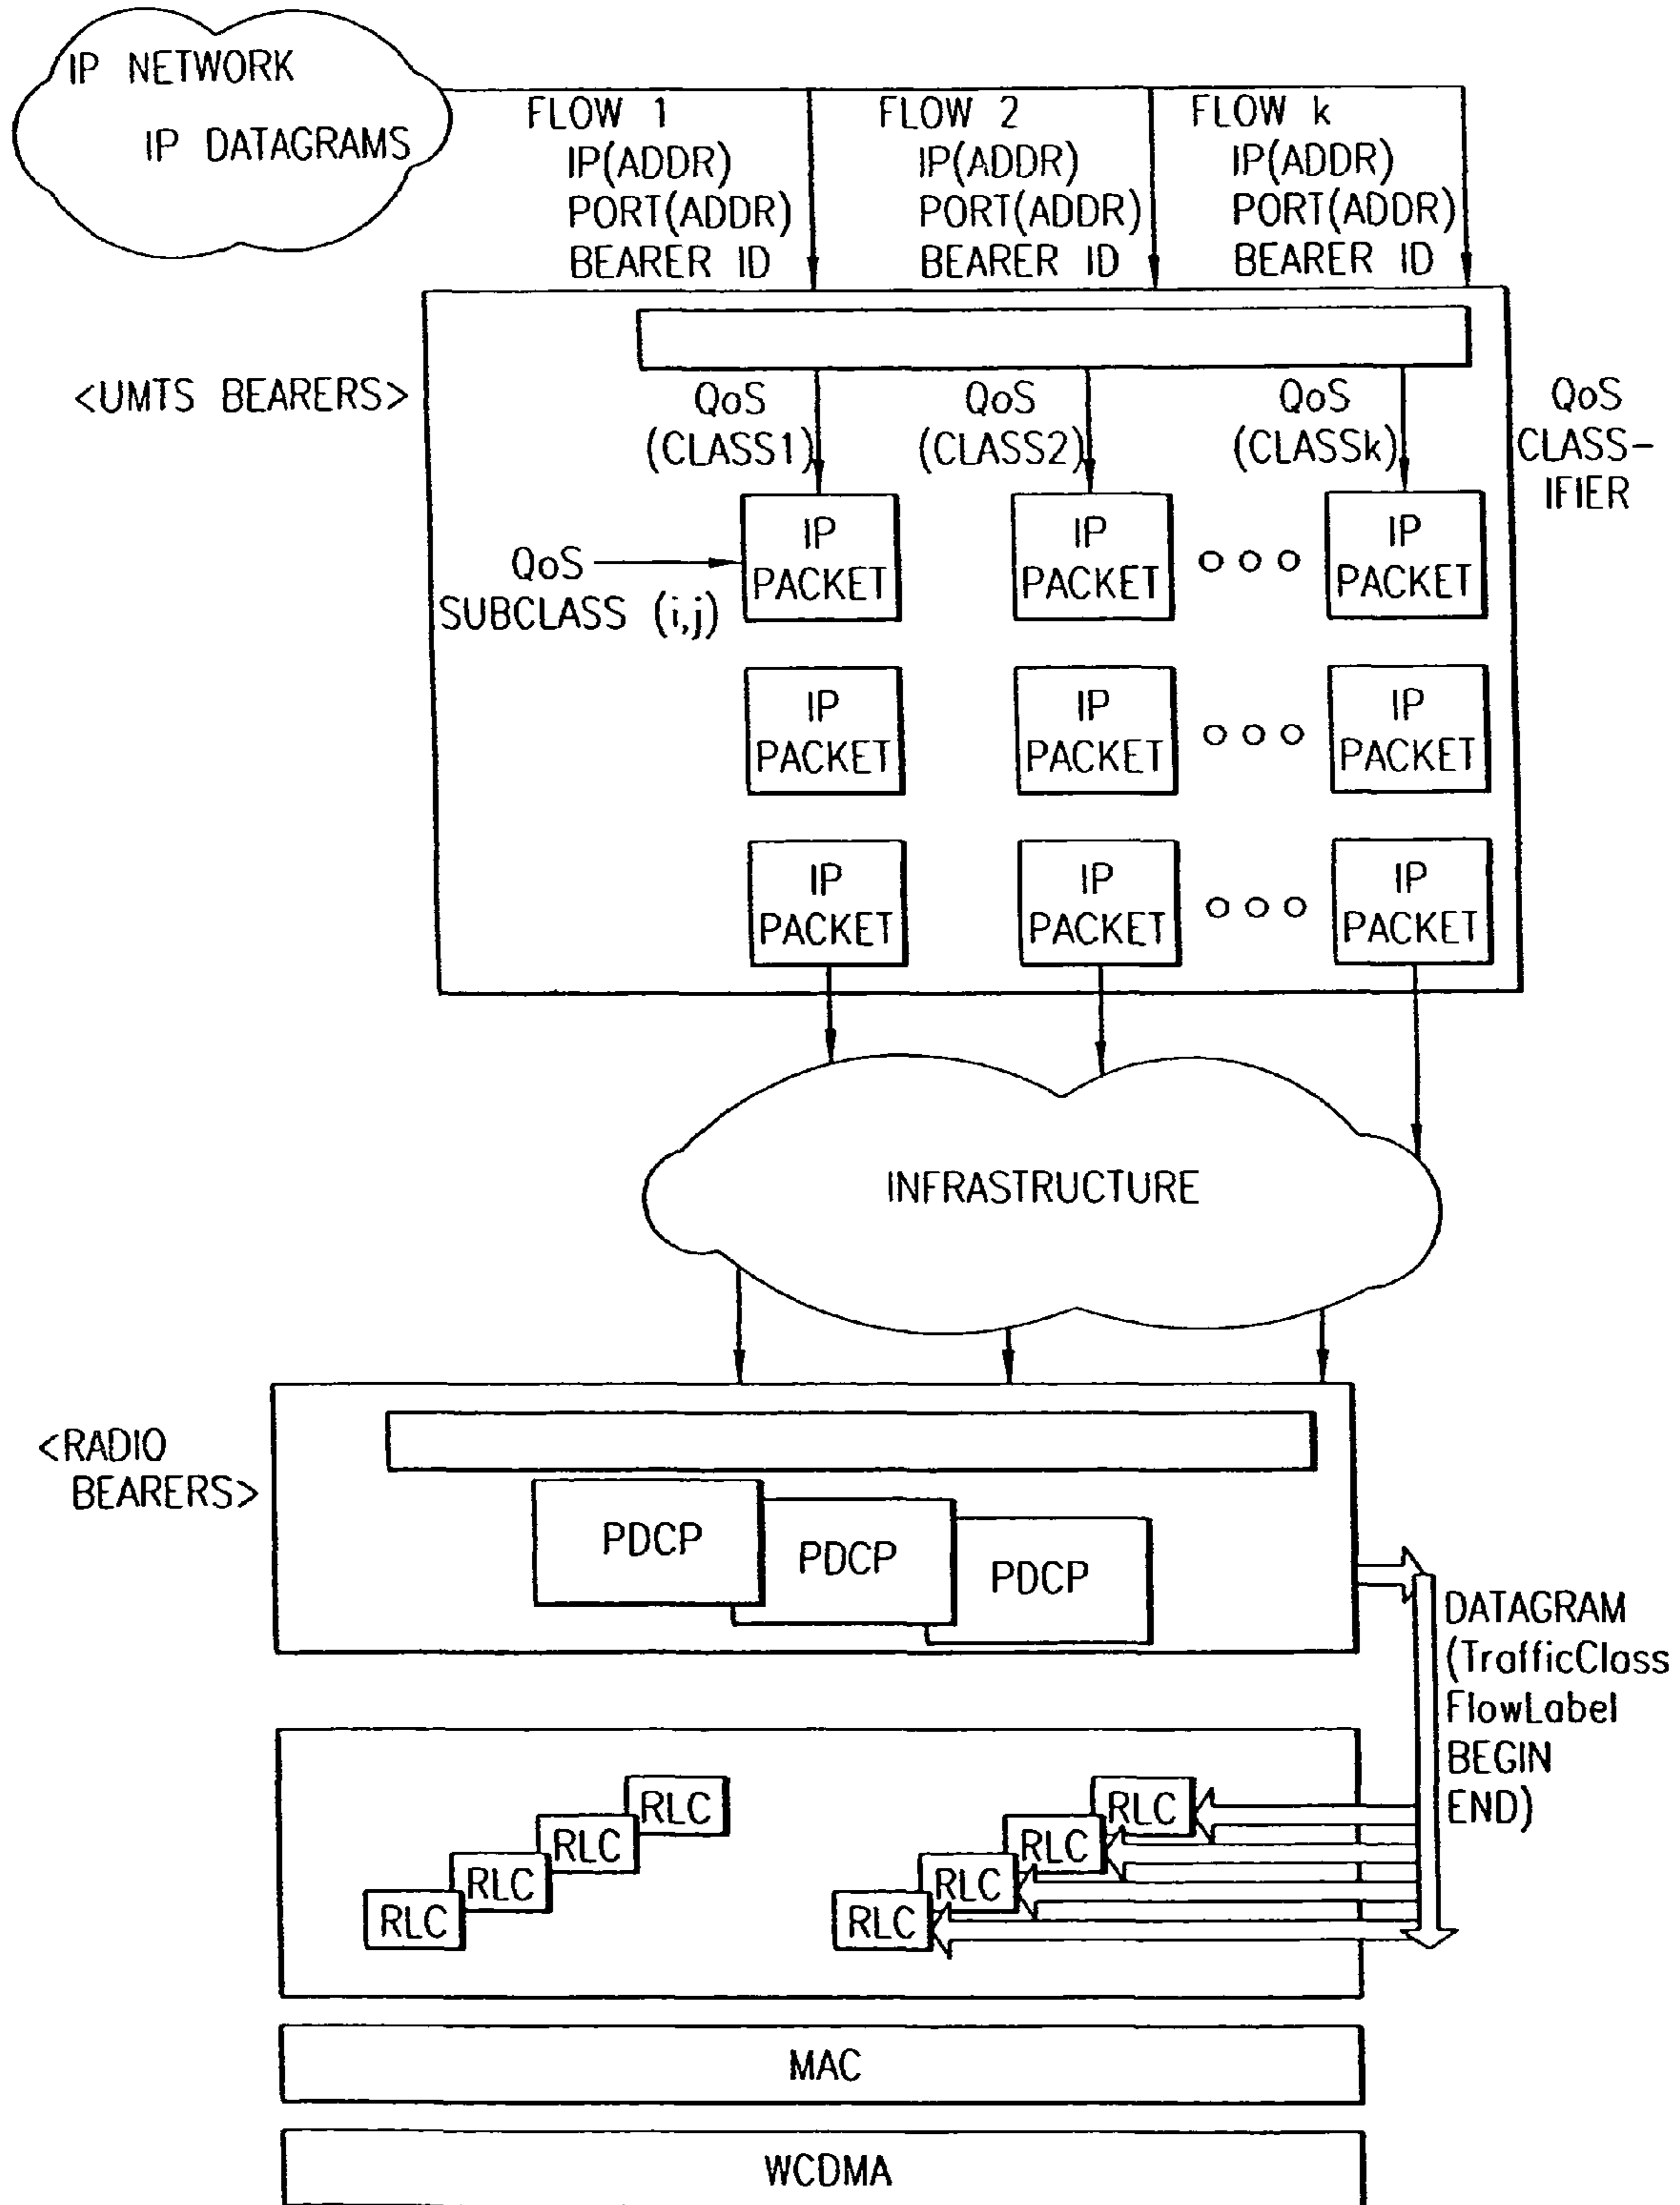 IP NETWORK
IP DATAGRAMS
FLOW 1
IP(ADDR)
PORT(ADDR)
BEARER ID
FLOW 2
IP(ADDR)
PORT(ADDR)
BEARER ID
FLOW k
IP(ADDR)
PORT(ADDR)
BEARER ID
<UMTS BEARERS>
QoS
(CLASS1)
QoS
(CLASS2)
QoS
(CLASSk)
QoS
CLASS-
IFIER
QoS
SUBCLASS (i,j)
IP
PACKET
IP
PACKET
IP
PACKET
IP
PACKET
IP
PACKET
IP
PACKET
IP
PACKET
IP
PACKET
IP
PACKET
INFRASTRUCTURE
<RADIO
BEARERS>
PDCP
PDCP
PDCP
DATAGRAM
(TrafficClass
FlowLabel
BEGIN
END)
RLC
RLC
RLC
RLC
RLC
RLC
RLC
RLC
MAC
WCDMA